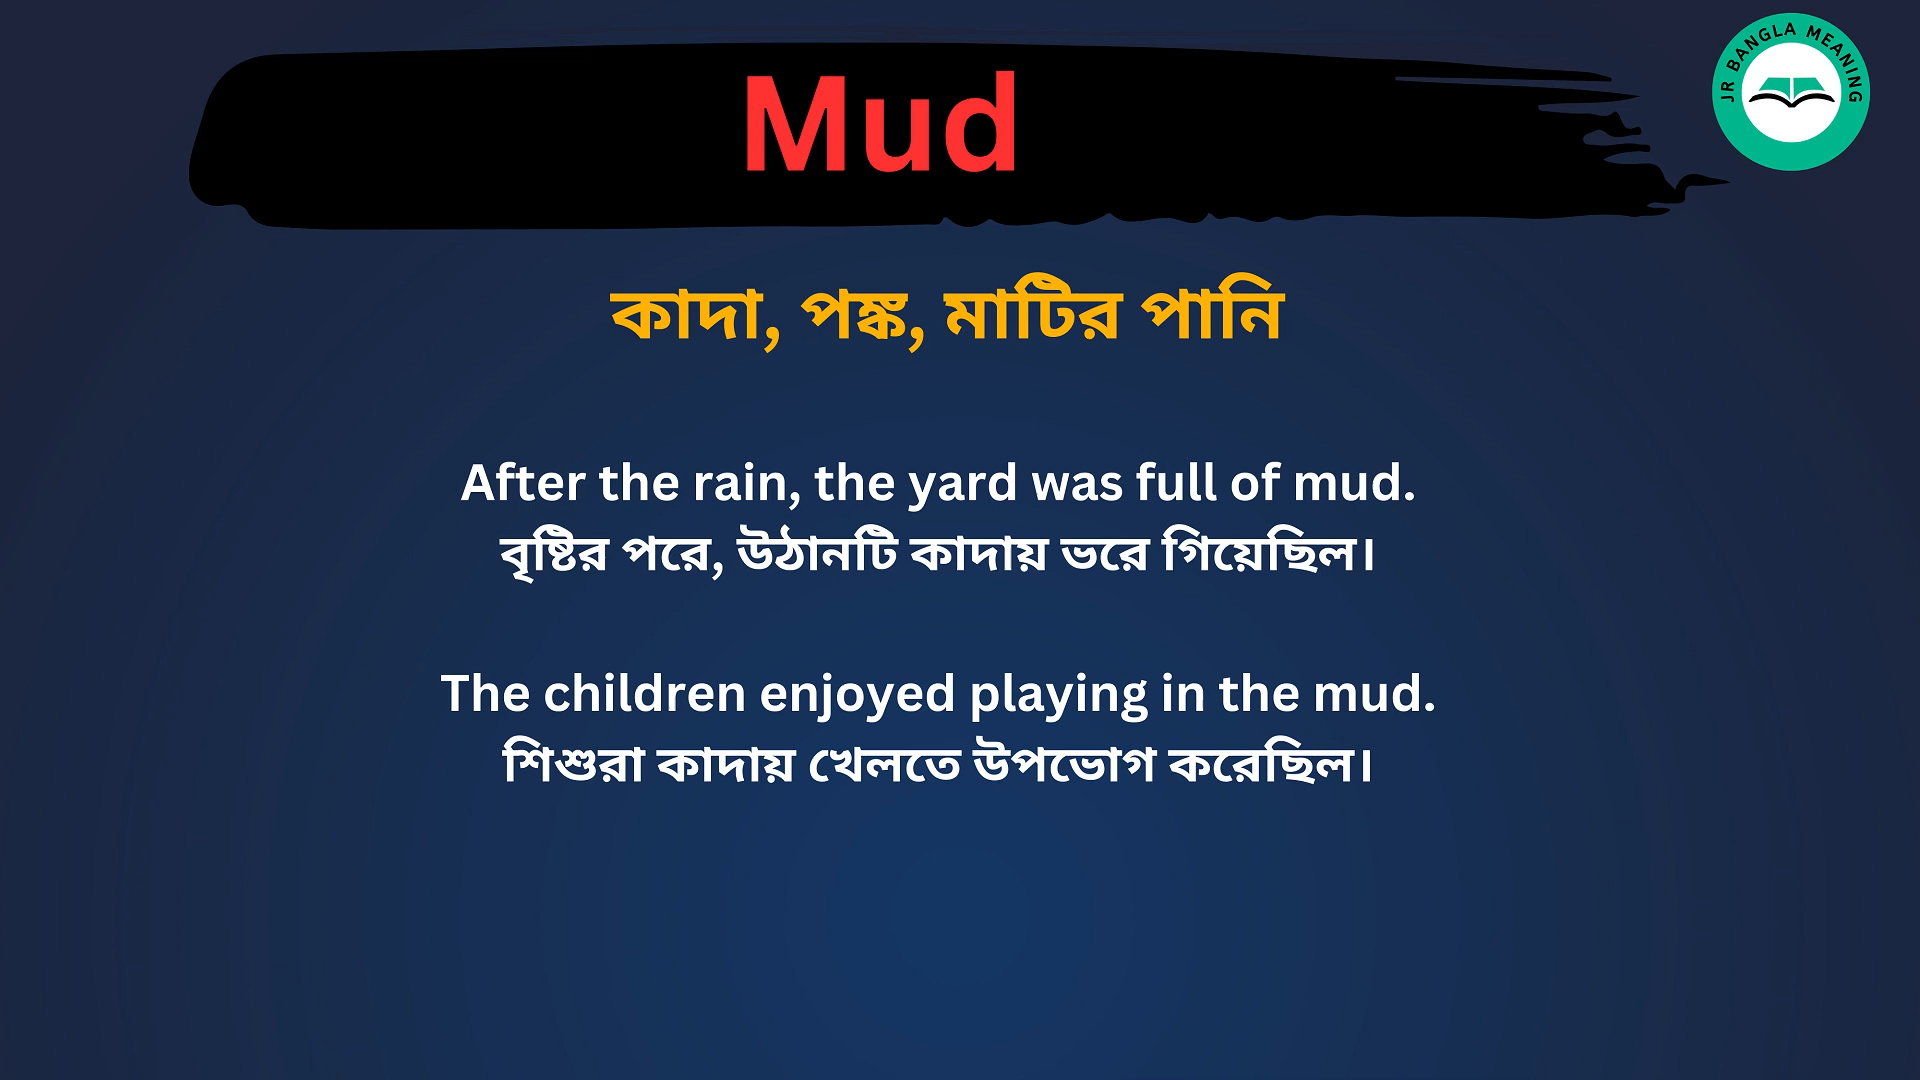 Mud
JR BANGLA MEANING
কাদা, পঙ্ক, মাটির পানি
After the rain, the yard was full of mud.
বৃষ্টির পরে, উঠানটি কাদায় ভরে গিয়েছিল।
The children enjoyed playing in the mud.
শিশুরা কাদায় খেলতে উপভোগ করেছিল।